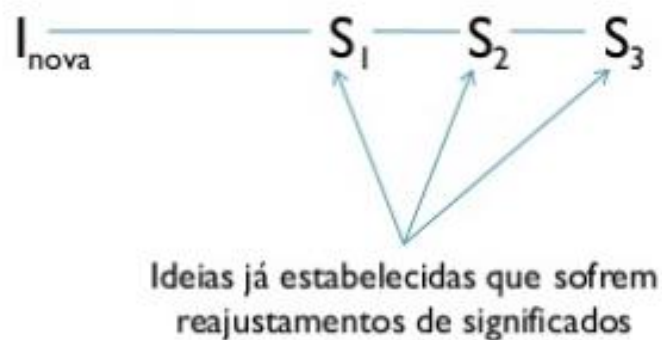 I nova S1 S2 S3
Ideias já estabelecidas que sofrem
reajustamentos de significados